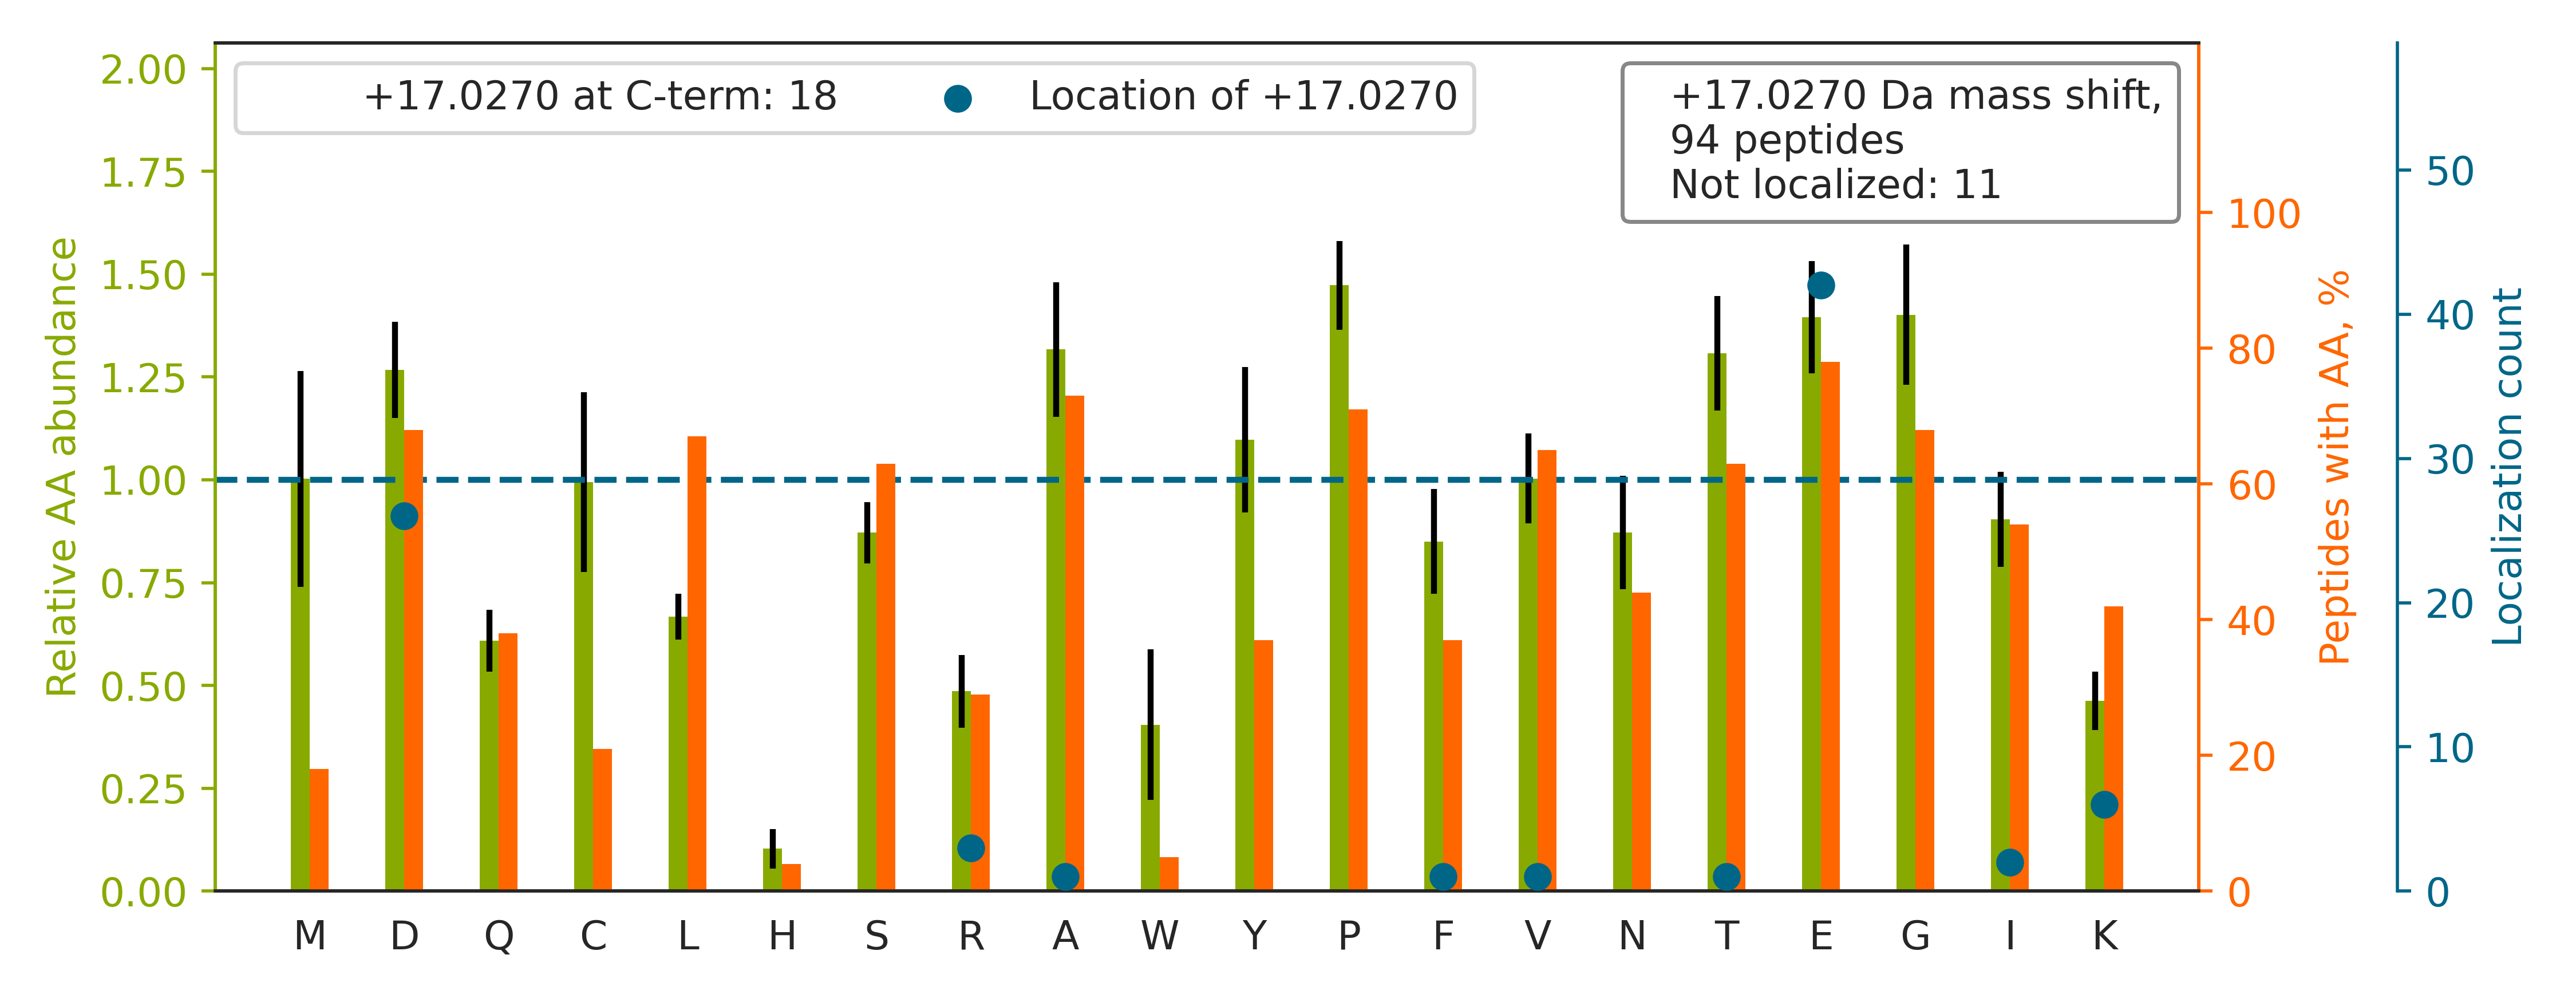 +17.0270 at C-term: 18
Location of +17.0270
+17.0270 Da mass shift,
94 peptides
Not localized: 11
Relative AA abundance
2.00
1.75
1.50
1.25
1.00
0.75
0.50
0.25
0.00
M D Q C L H S R A W Y P F V N T E G I K
100
80
60
40
20
0
Peptides with AA, %
50
40
30
20
10
0
Localization count